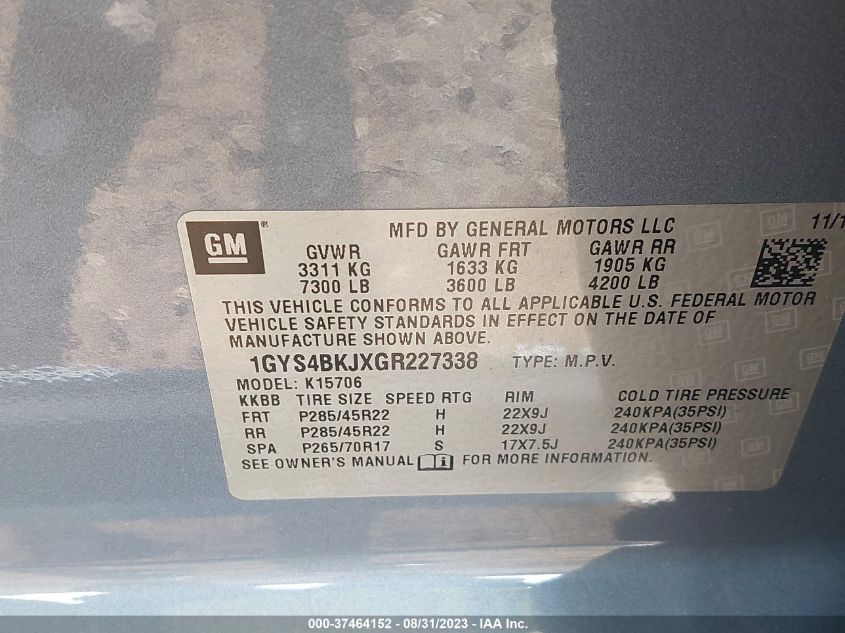 GM ®
MFD BY GENERAL MOTORS LLC
11/1
GVWR GAWR FRT GAWR RR
3311 KG 1633 KG 1905 KG
7300 LB 3600 LB 4200 LB
THIS VEHICLE CONFORMS TO ALL APPLICABLE U.S. FEDERAL MOTOR
VEHICLE SAFETY STANDARDS IN EFFECT ON THE DATE OF
MANUFACTURE SHOWN ABOVE.
1GYS4BKJXGR227338 TYPE: M.P.V.
MODEL: K15706
KKBB TIRE SIZE SPEED RTG RIM COLD TIRE PRESSURE
FRT P285/45R22 H 22X9J 240KPA(35PSI)
RR P285/45R22 H 22X9J 240KPA(35PSI)
SPA P265/70R17 S 17X7.5J 240KPA(35PSI)
SEE OWNER'S MANUAL FOR MORE INFORMATION.
000-37464152 - 08/31/2023 - IAA Inc.